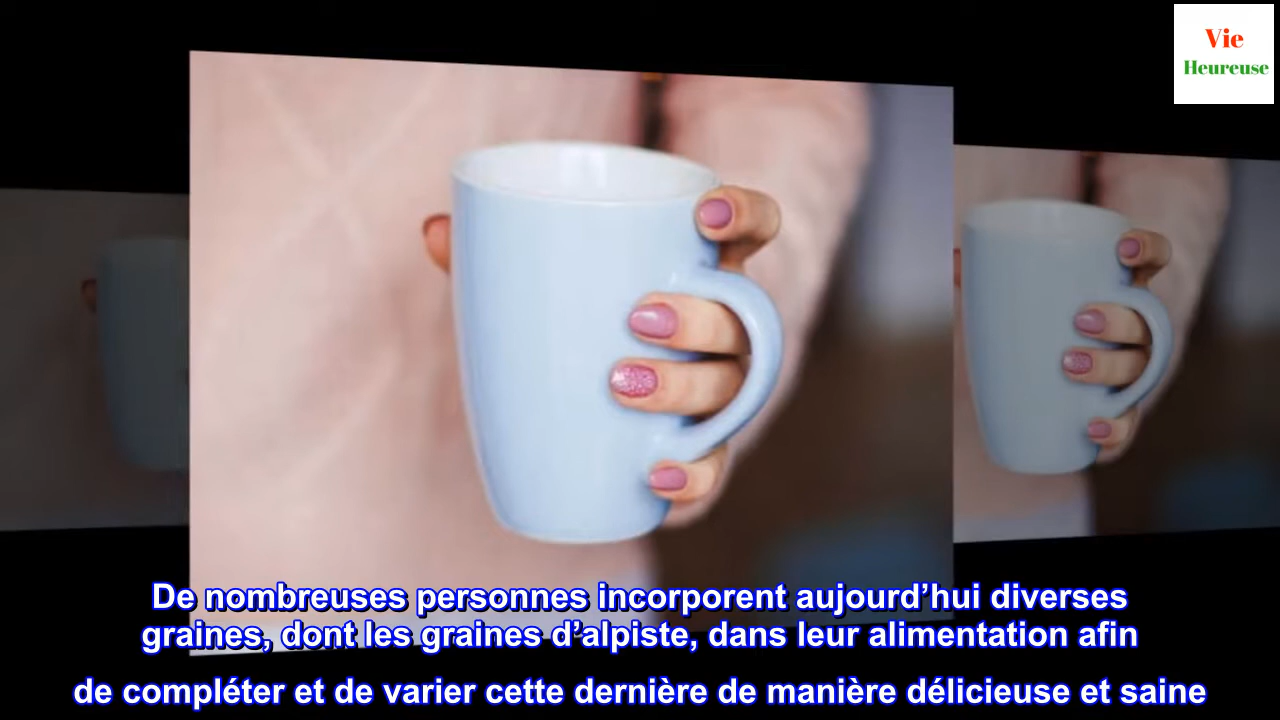 Vie
Heureuse
De nombreuses personnes incorporent aujourd’hui diverses
graines, dont les graines d’alpiste, dans leur alimentation afin
de compléter et de varier cette dernière de manière délicieuse et saine